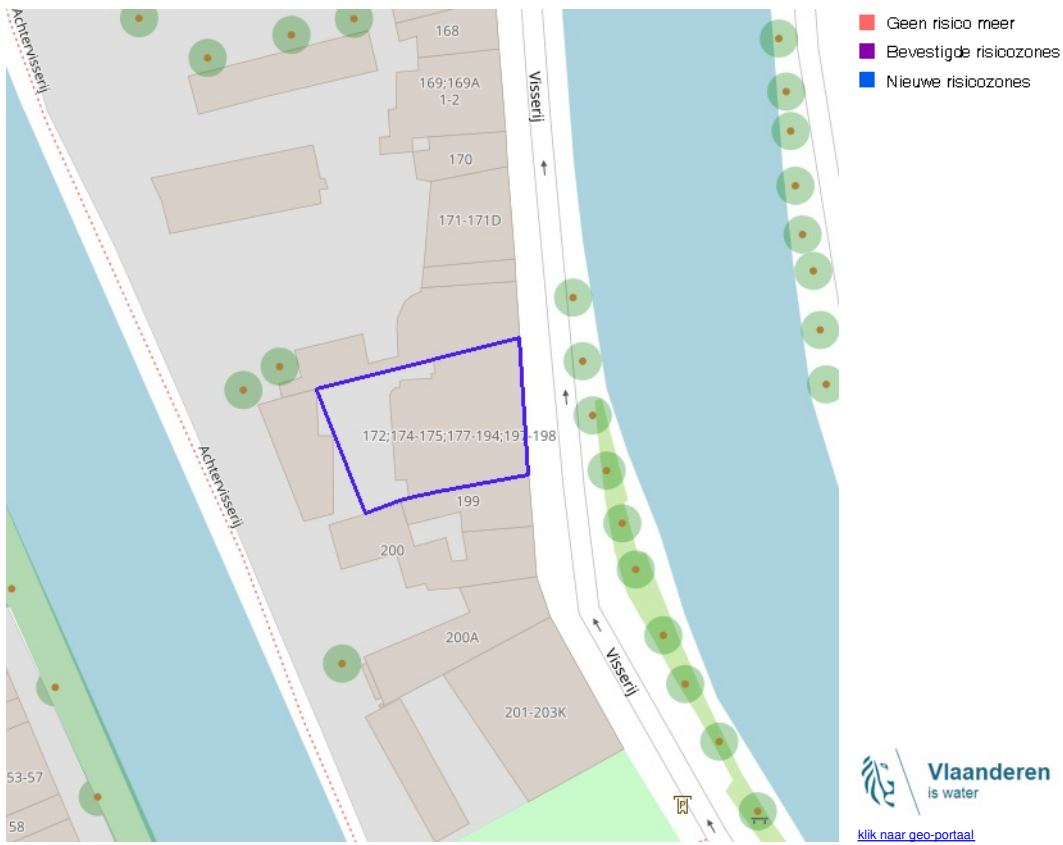 Achtervisserij
168
169;169A
1-2
Visserij
170
171-171D
172;174-175;177-194;197-198
Achtervisserij
199
200
200A
Visserij
201-203K
53-57
58
P
Geen risico meer
Bevestigde risicozones
Nieuwe risicozones
Vlaanderen
is water
klik naar geo-portaal